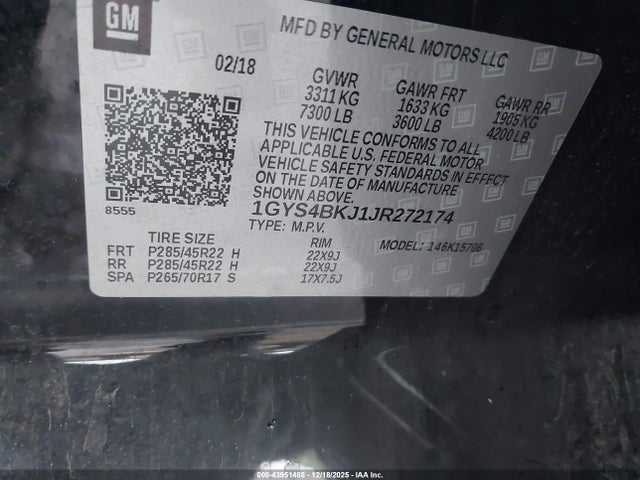 GM
MFD BY GENERAL MOTORS LLC
02/18
GVWR GAWR FRT GAWR RR
3311 KG 1633 KG 1905 KG
7300 LB 3600 LB 4200 LB
THIS VEHICLE CONFORMS TO ALL
APPLICABLE U.S. FEDERAL MOTOR
VEHICLE SAFETY STANDARDS IN EFFECT
ON THE DATE OF MANUFACTURE
SHOWN ABOVE.
8555
1GYS4BKJ1JR272174
TYPE: M.P.V.
MODEL: 146K15706
TIRE SIZE RIM
FRT P285/45R22 H 22X9J
RR P285/45R22 H 22X9J
SPA P265/70R17 S 17X7.5J
000-43951488 - 12/18/2025 - IAA Inc.